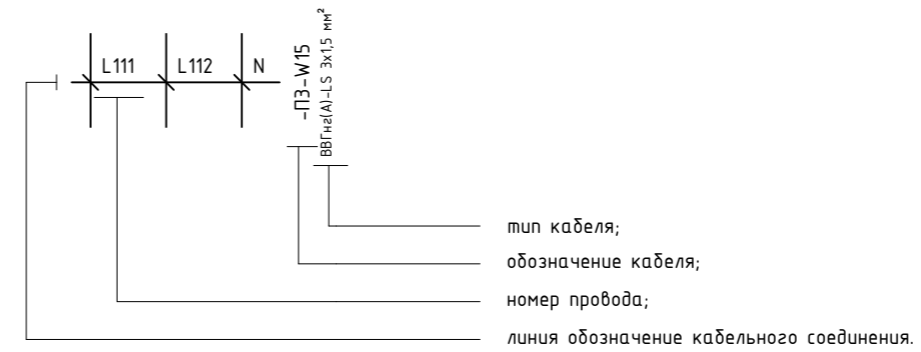 L111 L112 N
-П3-W15
ВВГнг(А)-LS 3х1,5 мм²
тип кабеля;
обозначение кабеля;
номер провода;
линия обозначение кабельного соединения.